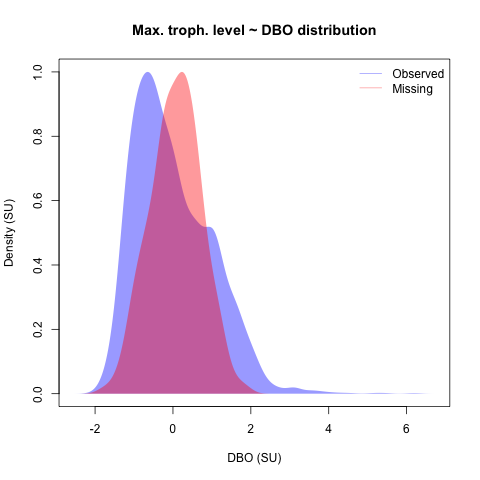 Max. troph. level ~ DBO distribution
Observed
Missing
Density (SU)
1.0
0.8
0.6
0.4
0.2
0.0
-2 0 2 4 6
DBO (SU)